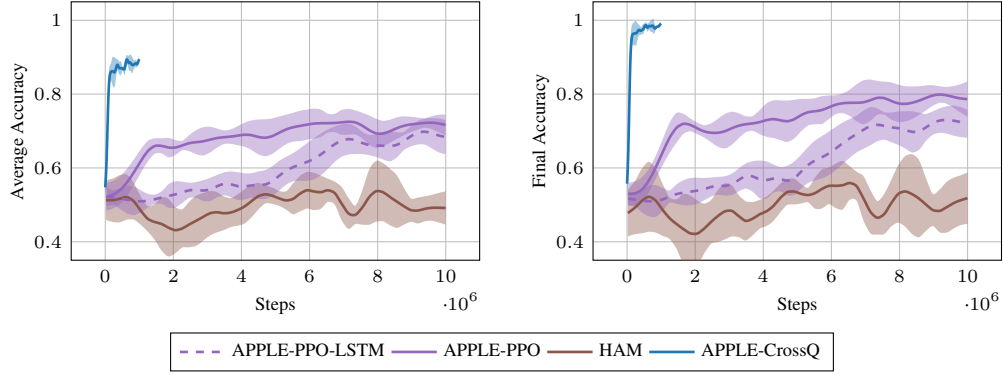 1
0.8
0.6
0.4
Average Accuracy
0 2 4 6 8 10
Steps
·10^6
1
0.8
0.6
0.4
Final Accuracy
0 2 4 6 8 10
Steps
·10^6
APPLE-PPO-LSTM APPLE-PPO HAM APPLE-CrossQ